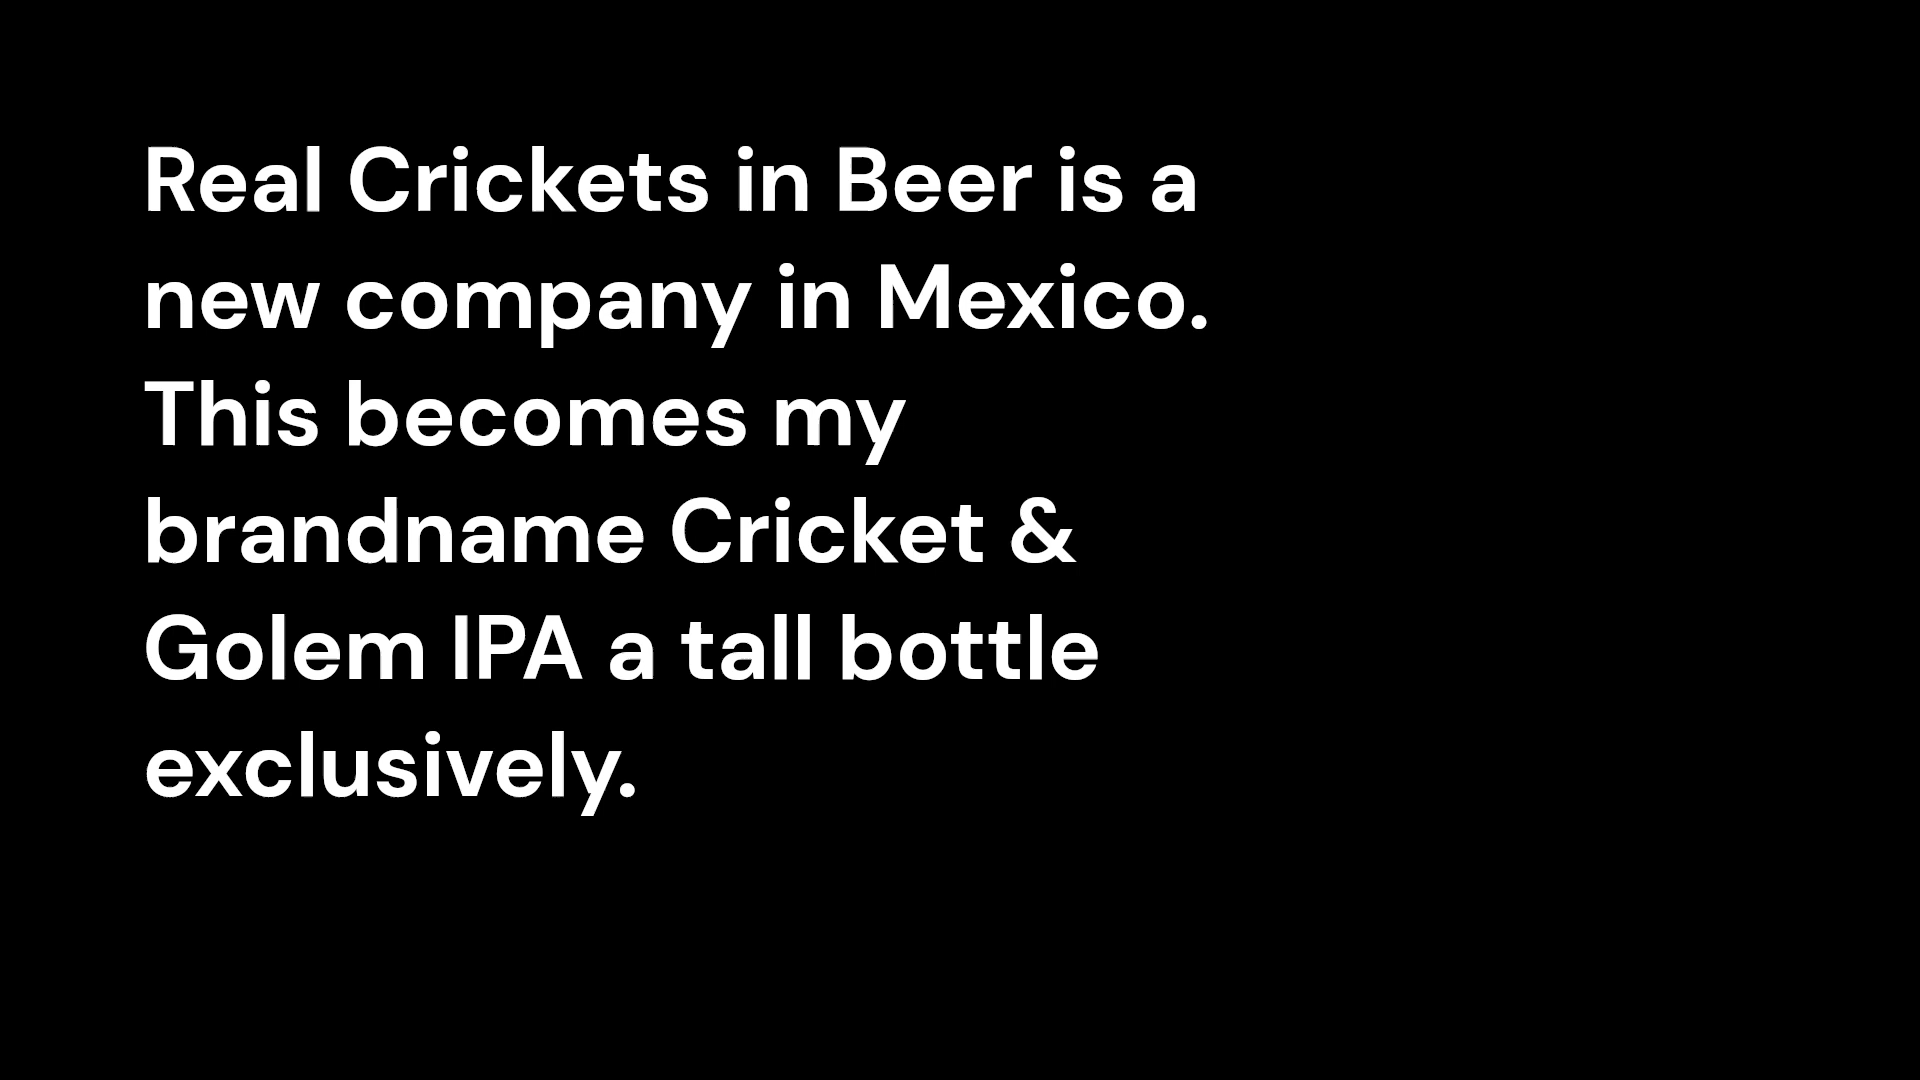 Real Crickets in Beer is a
new company in Mexico.
This becomes my
brandname Cricket &
Golem IPA a tall bottle
exclusively.